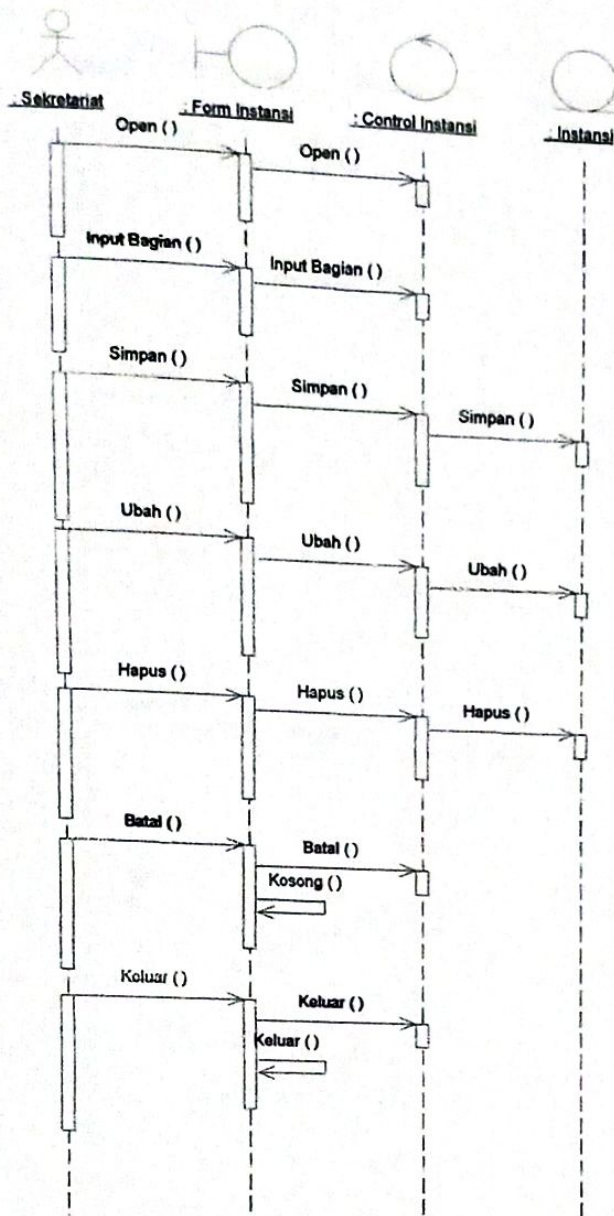 : Sekretariat
: Form Instansi
: Control Instansi
: Instansi
Open ( )
Open ( )
Input Bagian ( )
Input Bagian ( )
Simpan ( )
Simpan ( )
Simpan ( )
Ubah ( )
Ubah ( )
Ubah ( )
Hapus ( )
Hapus ( )
Hapus ( )
Batal ( )
Batal ( )
Kosong ( )
Keluar ( )
Keluar ( )
Keluar ( )